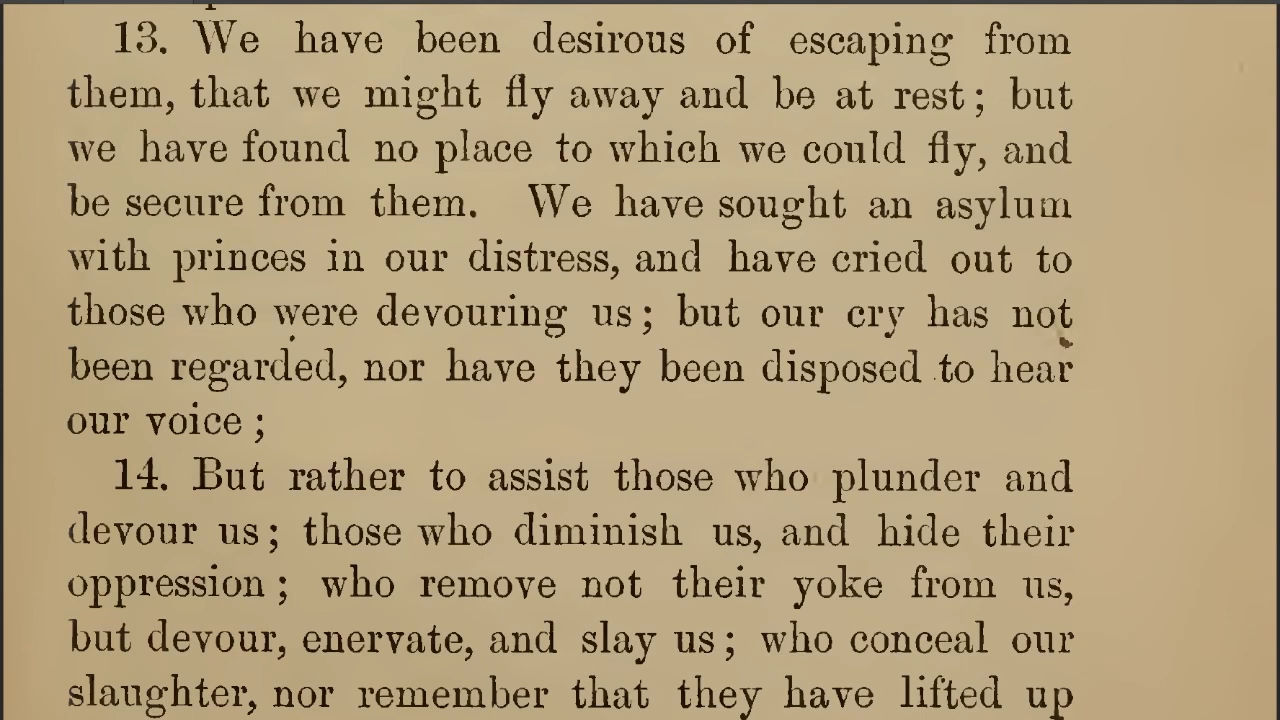 13. We have been desirous of escaping from
them, that we might fly away and be at rest; but
we have found no place to which we could fly, and
be secure from them. We have sought an asylum
with princes in our distress, and have cried out to
those who were devouring us; but our cry has not
been regarded, nor have they been disposed to hear
our voice;
14. But rather to assist those who plunder and
devour us; those who diminish us, and hide their
oppression; who remove not their yoke from us,
but devour, enervate, and slay us; who conceal our
slaughter, nor remember that they have lifted up